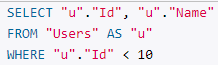 SELECT "u"."Id", "u"."Name"
FROM "Users" AS "u"
WHERE "u"."Id" < 10